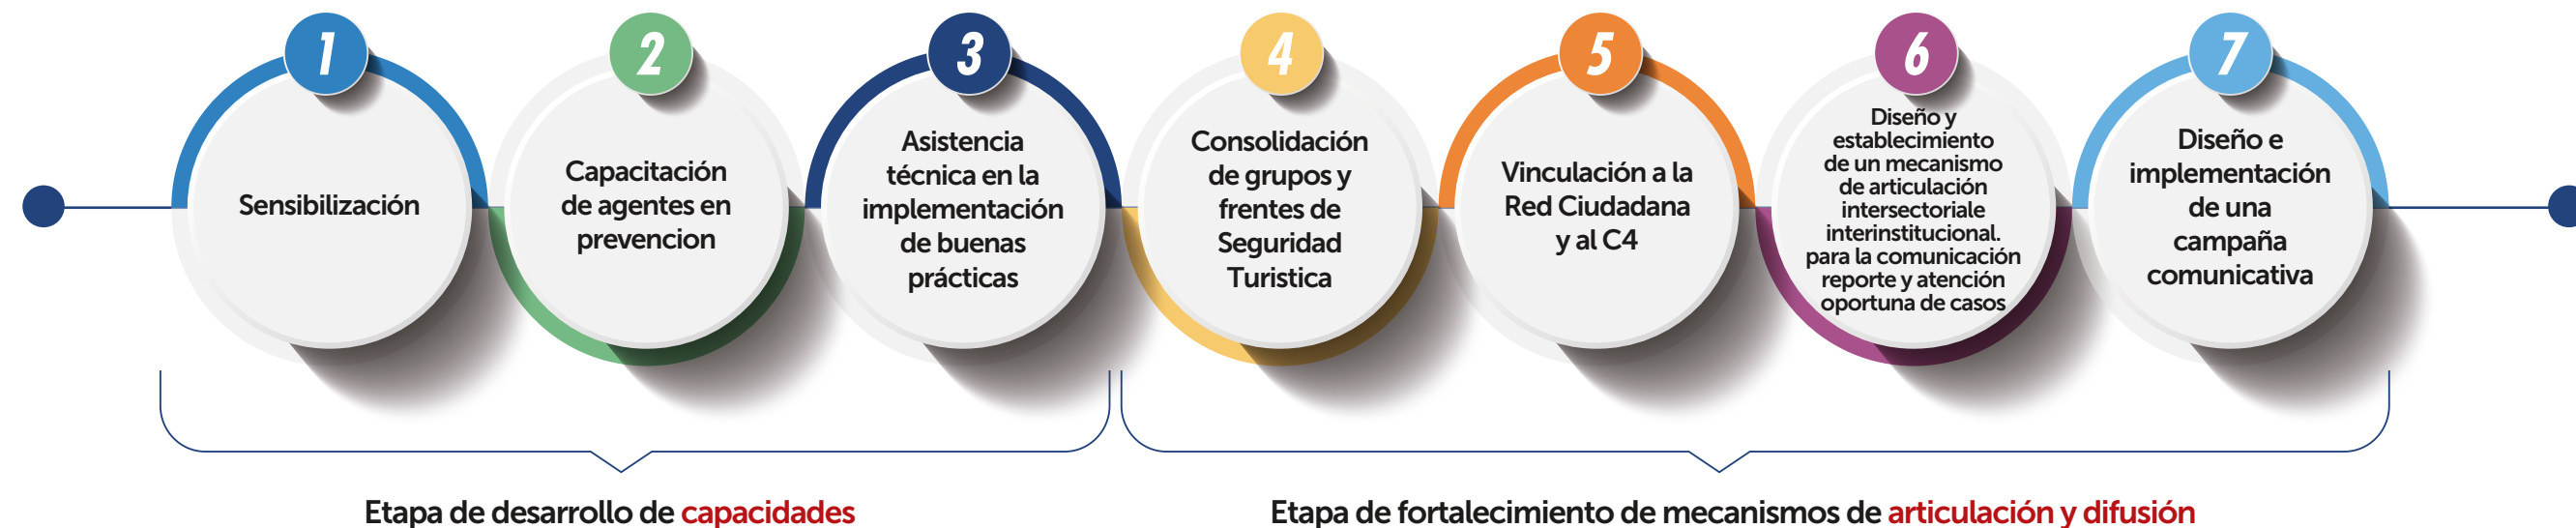 1
Sensibilización
2
Capacitación
de agentes en
prevencion
3
Asistencia
técnica en la
implementación
de buenas
prácticas
4
Consolidación
de grupos y
frentes de
Seguridad
Turistica
5
Vinculación a la
Red Ciudadana
y al C4
6
Diseño y
establecimiento
de un mecanismo
de articulación
intersectoriale
interinstitucional.
para la comunicación
reporte y atención
oportuna de casos
7
Diseño e
implementación
de una
campaña
comunicativa
Etapa de desarrollo de capacidades
Etapa de fortalecimiento de mecanismos de articulación y difusión